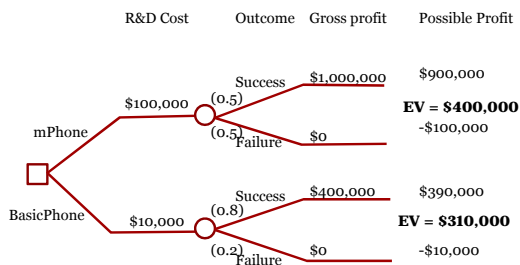 R&D Cost Outcome Gross profit Possible Profit
Success $1,000,000 $900,000
$100,000 (0.5)
EV = $400,000
mPhone (0.5) Failure $0 -$100,000
BasicPhone $10,000 (0.8) Success $400,000 $390,000
EV = $310,000
(0.2) Failure $0 -$10,000